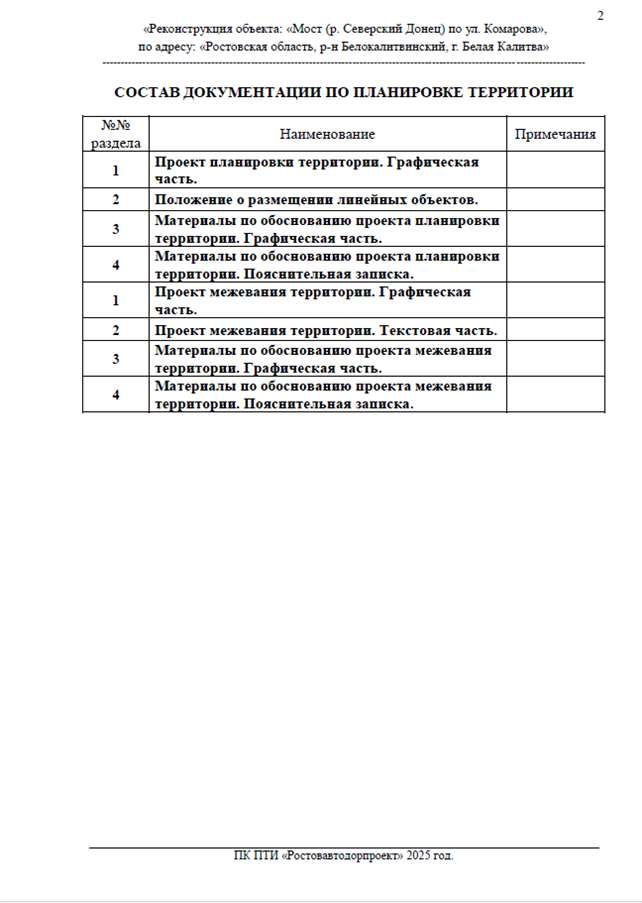 2
«Реконструкция объекта: «Мост (р. Северский Донец) по ул. Комарова»,
по адресу: «Ростовская область, р-н Белокалитвинский, г. Белая Калитва»
СОСТАВ ДОКУМЕНТАЦИИ ПО ПЛАНИРОВКЕ ТЕРРИТОРИИ
№№
раздела
Наименование
Примечания
1
Проект планировки территории. Графическая
часть.
2
Положение о размещении линейных объектов.
3
Материалы по обоснованию проекта планировки
территории. Графическая часть.
4
Материалы по обоснованию проекта планировки
территории. Пояснительная записка.
1
Проект межевания территории. Графическая
часть.
2
Проект межевания территории. Текстовая часть.
3
Материалы по обоснованию проекта межевания
территории. Графическая часть.
4
Материалы по обоснованию проекта межевания
территории. Пояснительная записка.
ПК ПТИ «Ростовавтодорпроект» 2025 год.